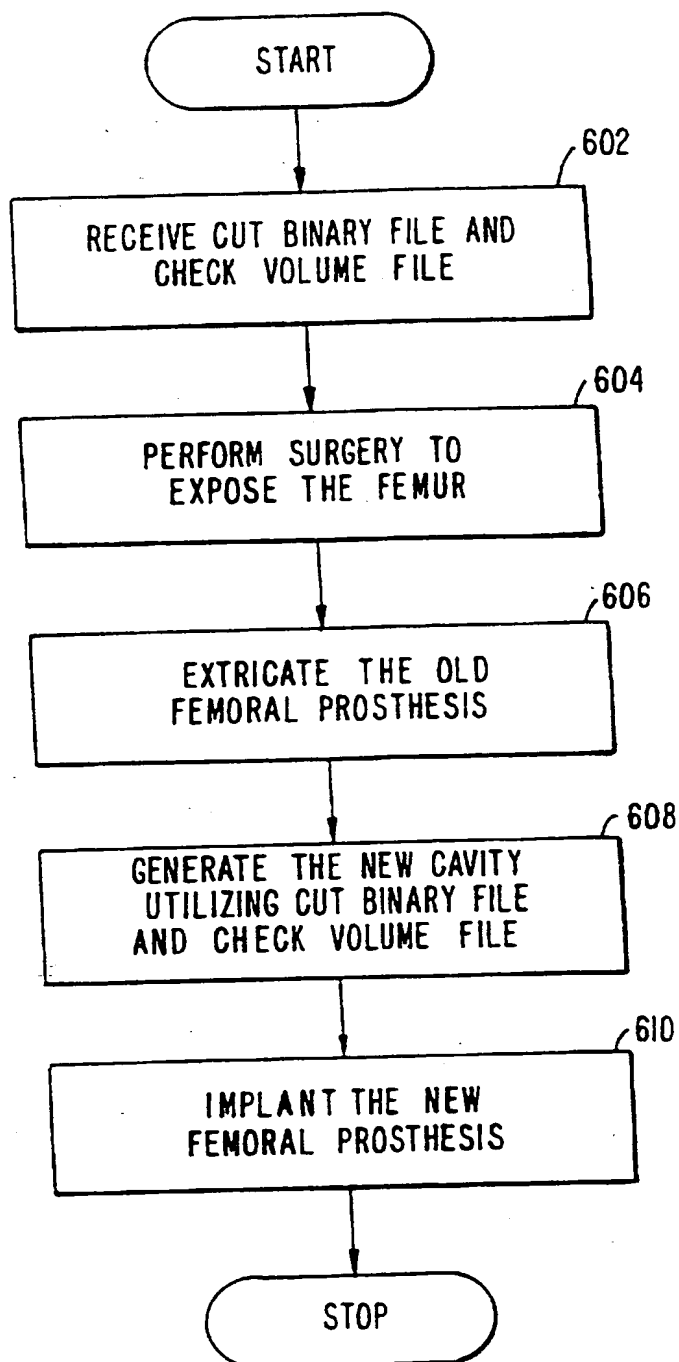 START
602
RECEIVE CUT BINARY FILE AND
CHECK VOLUME FILE
604
PERFORM SURGERY TO
EXPOSE THE FEMUR
606
EXTRICATE THE OLD
FEMORAL PROSTHESIS
608
GENERATE THE NEW CAVITY
UTILIZING CUT BINARY FILE
AND CHECK VOLUME FILE
610
IMPLANT THE NEW
FEMORAL PROSTHESIS
STOP